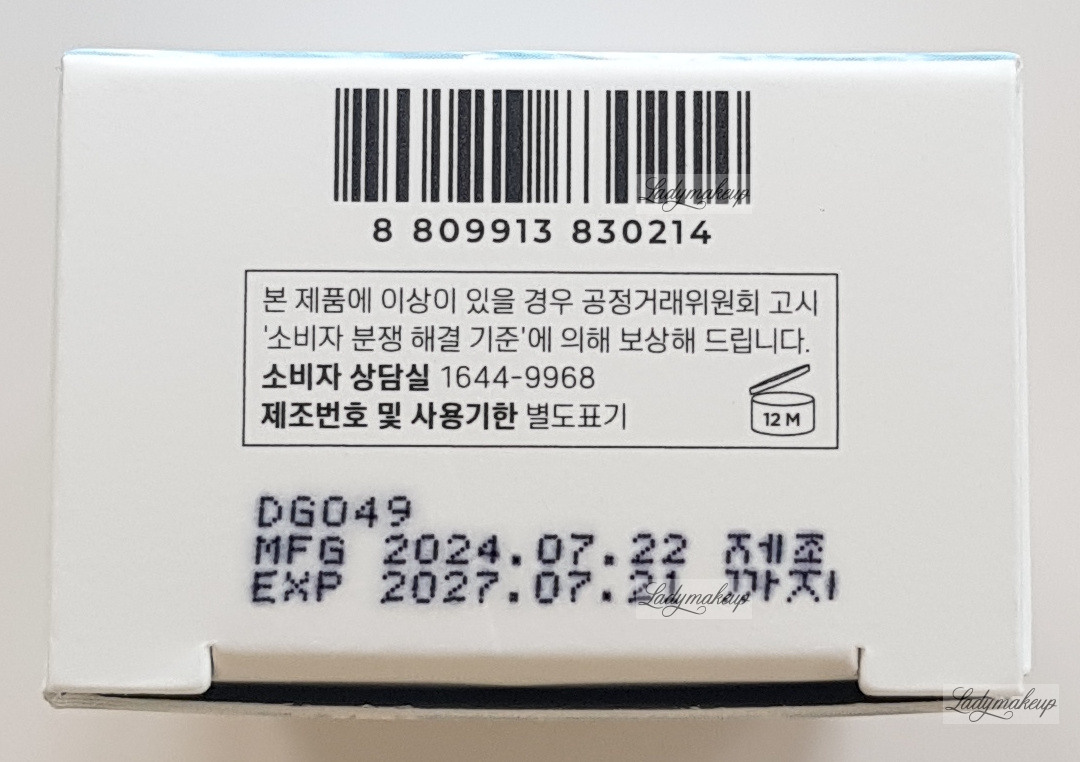 Ladymakeup
8 809913 830214
본 제품에 이상이 있을 경우 공정거래위원회 고시
'소비자 분쟁 해결 기준'에 의해 보상해 드립니다.
소비자 상담실 1644-9968
제조번호 및 사용기한 별도표기
12 M
DG049
MFG 2024.07.22 제조
EXP 2027.07.21 까지
Ladymakeup
Ladymakeup